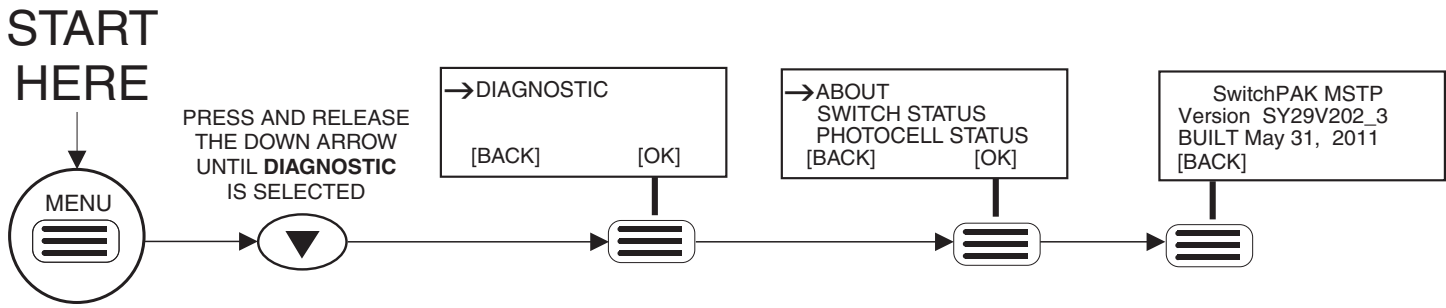 START
HERE
MENU
PRESS AND RELEASE
THE DOWN ARROW
UNTIL DIAGNOSTIC
IS SELECTED
→DIAGNOSTIC
[BACK] [OK]
→ABOUT
SWITCH STATUS
PHOTOCELL STATUS
[BACK] [OK]
SwitchPAK MSTP
Version SY29V202_3
BUILT May 31, 2011
[BACK]